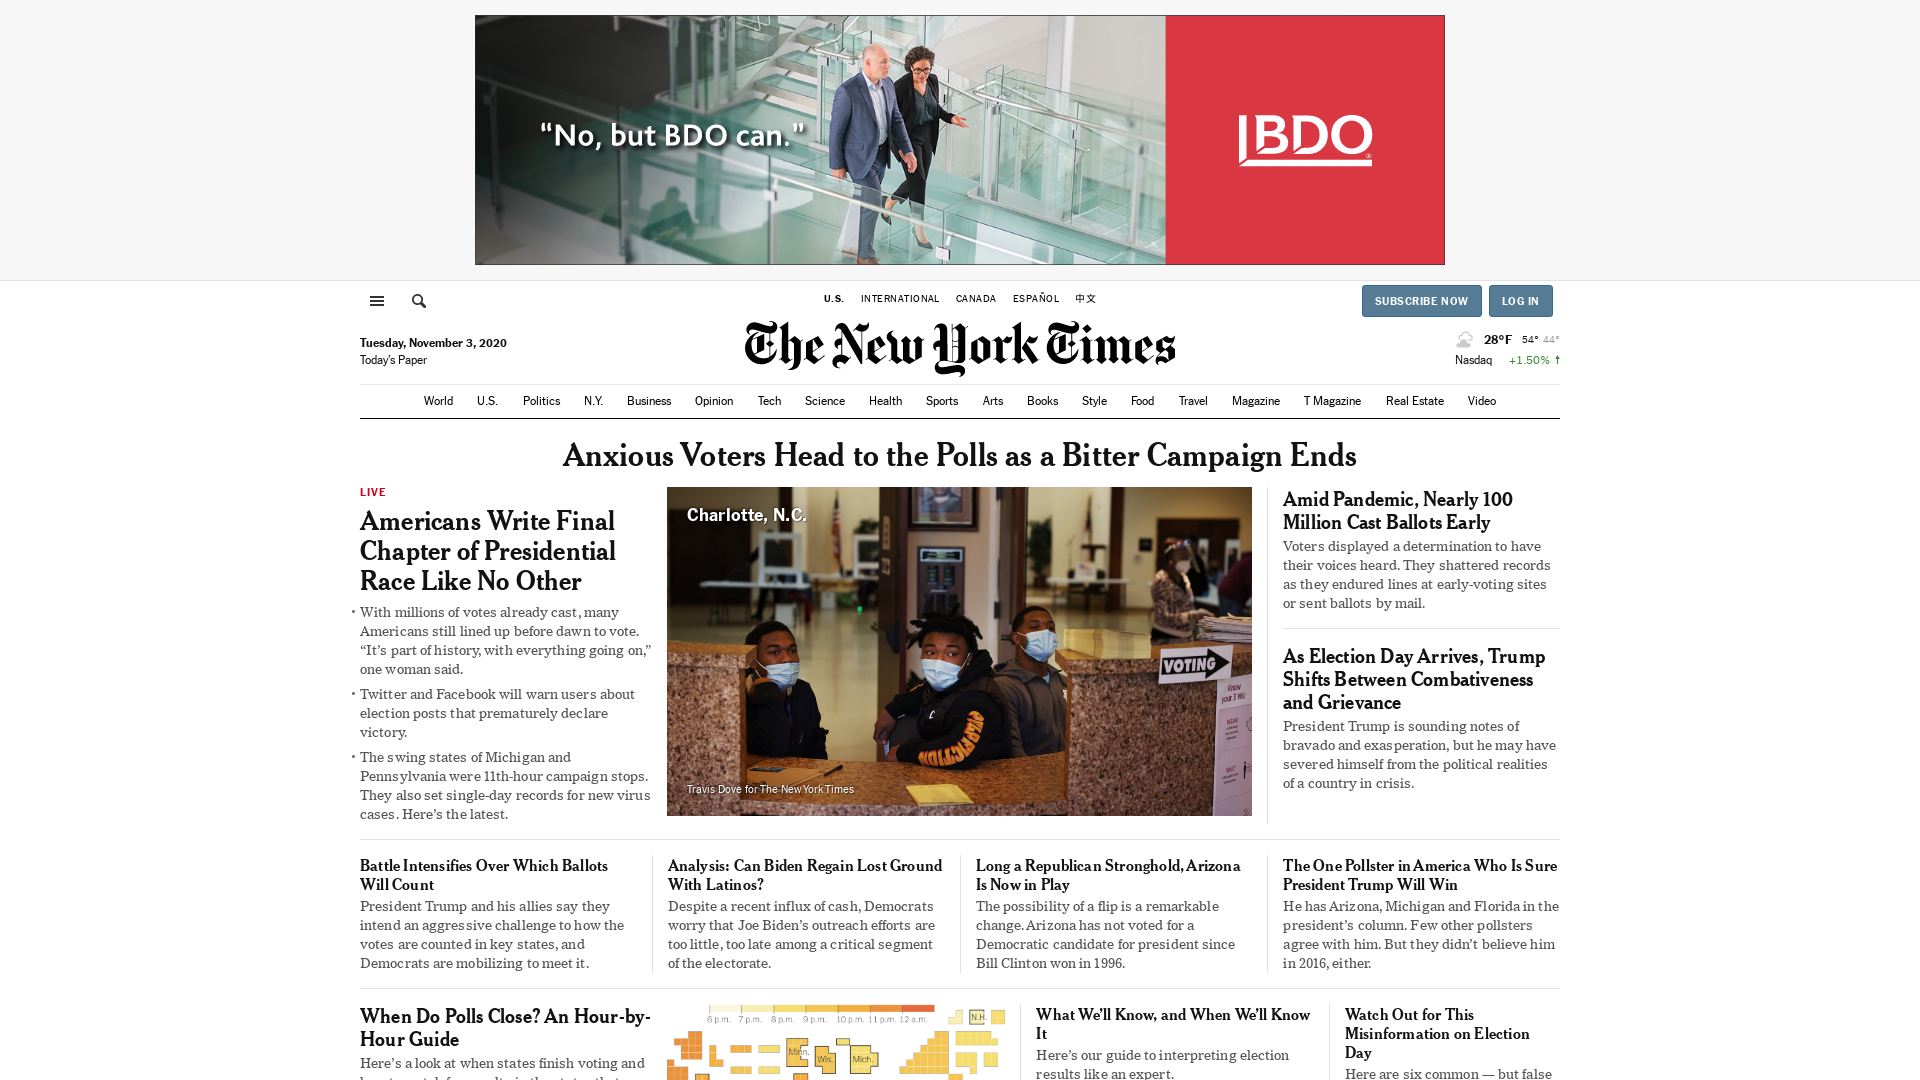 “No, but BDO can.”
BDO
U.S. INTERNATIONAL CANADA ESPAÑOL 中文
SUBSCRIBE NOW LOG IN
Tuesday, November 3, 2020
Today’s Paper
The New York Times
28°F 54° 44°
Nasdaq +1.50% ↑
World U.S. Politics N.Y. Business Opinion Tech Science Health Sports Arts Books Style Food Travel Magazine T Magazine Real Estate Video
Anxious Voters Head to the Polls as a Bitter Campaign Ends
LIVE
Americans Write Final
Chapter of Presidential
Race Like No Other
• With millions of votes already cast, many
Americans still lined up before dawn to vote.
“It’s part of history, with everything going on,”
one woman said.
• Twitter and Facebook will warn users about
election posts that prematurely declare
victory.
• The swing states of Michigan and
Pennsylvania were 11th-hour campaign stops.
They also set single-day records for new virus
cases. Here’s the latest.
Charlotte, N.C.
VOTING
Know
your 3 W
PULP FICTION
Travis Dove for The New York Times
Amid Pandemic, Nearly 100
Million Cast Ballots Early
Voters displayed a determination to have
their voices heard. They shattered records
as they endured lines at early-voting sites
or sent ballots by mail.
As Election Day Arrives, Trump
Shifts Between Combativeness
and Grievance
President Trump is sounding notes of
bravado and exasperation, but he may have
severed himself from the political realities
of a country in crisis.
Battle Intensifies Over Which Ballots
Will Count
President Trump and his allies say they
intend an aggressive challenge to how the
votes are counted in key states, and
Democrats are mobilizing to meet it.
Analysis: Can Biden Regain Lost Ground
With Latinos?
Despite a recent influx of cash, Democrats
worry that Joe Biden’s outreach efforts are
too little, too late among a critical segment
of the electorate.
Long a Republican Stronghold, Arizona
Is Now in Play
The possibility of a flip is a remarkable
change. Arizona has not voted for a
Democratic candidate for president since
Bill Clinton won in 1996.
The One Pollster in America Who Is Sure
President Trump Will Win
He has Arizona, Michigan and Florida in the
president’s column. Few other pollsters
agree with him. But they didn’t believe him
in 2016, either.
When Do Polls Close? An Hour-by-
Hour Guide
Here’s a look at when states finish voting and
6 p.m. 7 p.m. 8 p.m. 9 p.m. 10 p.m. 11 p.m. 12 a.m.
N.H.
Minn. Wis. Mich.
What We’ll Know, and When We’ll Know
It
Here’s our guide to interpreting election
results like an expert.
Watch Out for This
Misinformation on Election
Day
Here are six common — but false